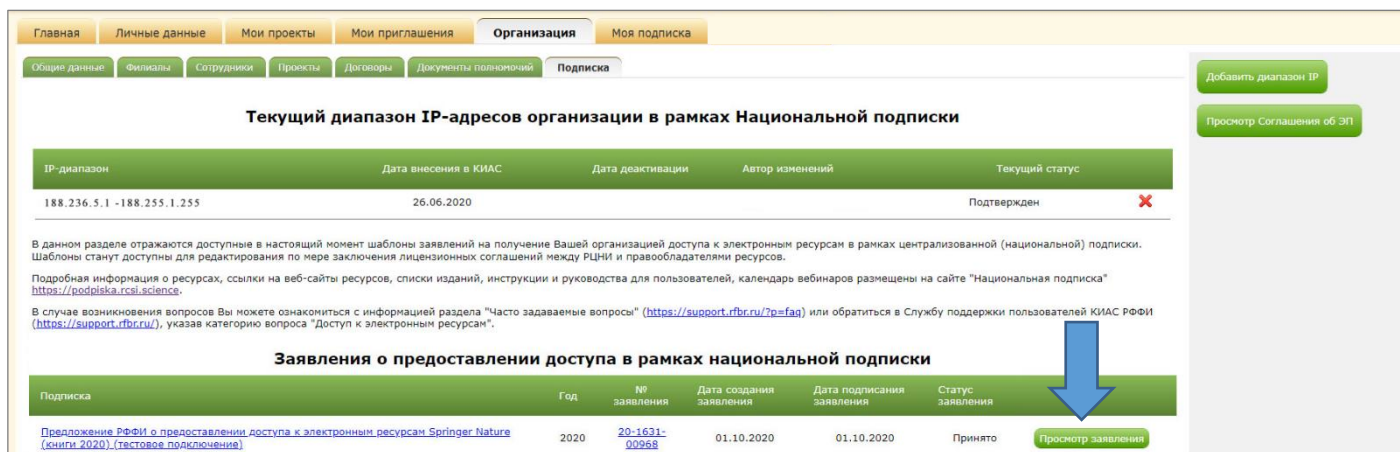 Главная Личные данные Мои проекты Мои приглашения Организация Моя подписка
Общие данные Филиалы Сотрудники Проекты Договоры Документы полномочий Подписка
Добавить диапазон IP
Просмотр Соглашения об ЭП
Текущий диапазон IP-адресов организации в рамках Национальной подписки
IP-диапазон Дата внесения в КИАС Дата деактивации Автор изменений Текущий статус
188.236.5.1 -188.255.1.255 26.06.2020 Подтвержден
В данном разделе отражаются доступные в настоящий момент шаблоны заявлений на получение Вашей организацией доступа к электронным ресурсам в рамках централизованной (национальной) подписки.
Шаблоны станут доступны для редактирования по мере заключения лицензионных соглашений между РЦНИ и правообладателями ресурсов.
Подробная информация о ресурсах, ссылки на веб-сайты ресурсов, списки изданий, инструкции и руководства для пользователей, календарь вебинаров размещены на сайте "Национальная подписка"
https://podpiska.rcsi.science.
В случае возникновения вопросов Вы можете ознакомиться с информацией раздела "Часто задаваемые вопросы" (https://support.rfbr.ru/?p=faq) или обратиться в Службу поддержки пользователей КИАС РФФИ
(https://support.rfbr.ru/), указав категорию вопроса "Доступ к электронным ресурсам".
Заявления о предоставлении доступа в рамках национальной подписки
Подписка Год № заявления Дата создания заявления Дата подписания заявления Статус заявления
Предложение РФФИ о предоставлении доступа к электронным ресурсам Springer Nature
(книги 2020) (тестовое подключение) 2020 20-1631-00968 01.10.2020 01.10.2020 Принято Просмотр заявления